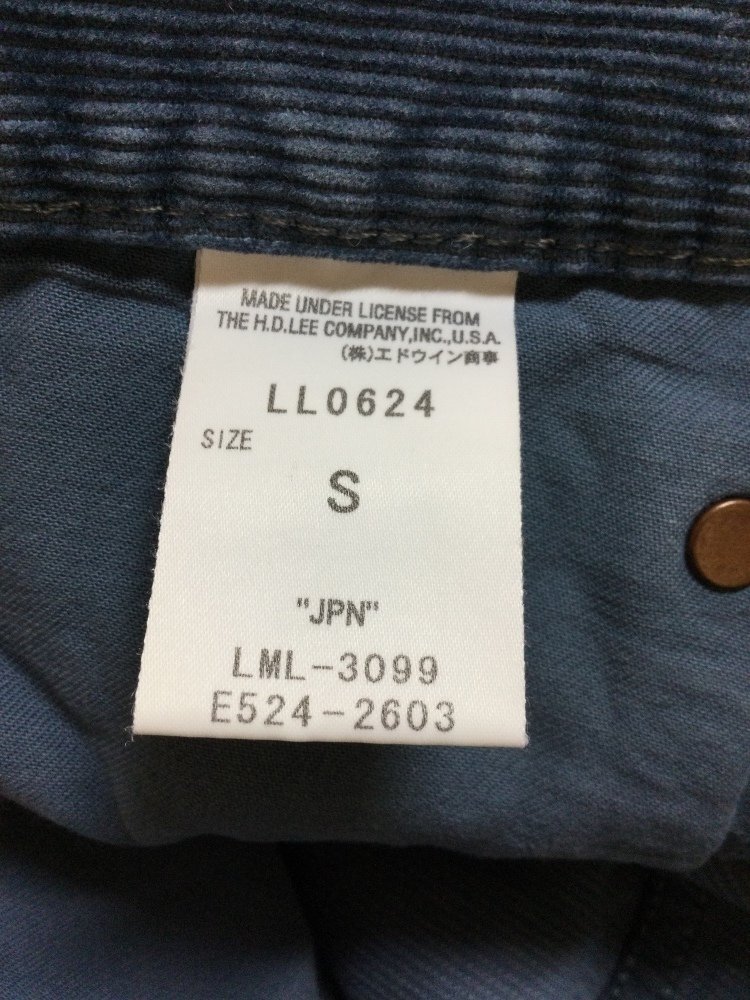 MADE UNDER LICENSE FROM
THE H.D.LEE COMPANY,INC.,U.S.A.
(株)エドウイン商事
LL0624
SIZE
S
"JPN"
LML-3099
E524-2603